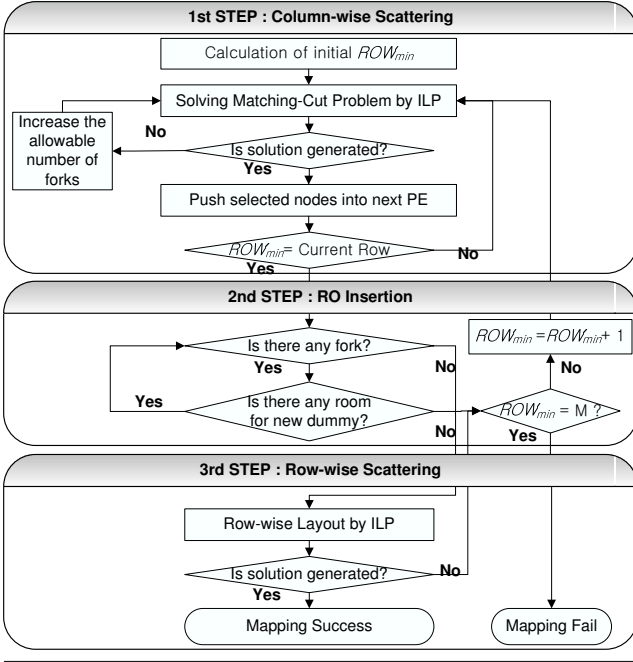 1st STEP : Column-wise Scattering
Calculation of initial ROWmin
Solving Matching-Cut Problem by ILP
Increase the
allowable
number of
forks
No
Is solution generated?
Yes
Push selected nodes into next PE
ROWmin= Current Row
No
Yes
2nd STEP : RO Insertion
Is there any fork?
ROWmin =ROWmin+ 1
Yes
No
No
Yes
Is there any room
for new dummy?
ROWmin = M ?
No
Yes
3rd STEP : Row-wise Scattering
Row-wise Layout by ILP
Is solution generated?
No
Yes
Mapping Success
Mapping Fail